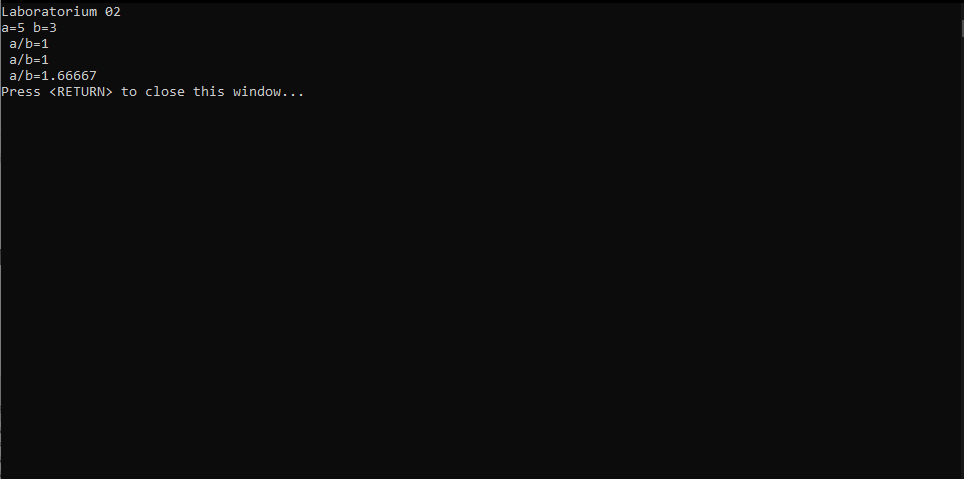 Laboratorium 02
a=5 b=3
 a/b=1
 a/b=1
 a/b=1.66667
Press <RETURN> to close this window...